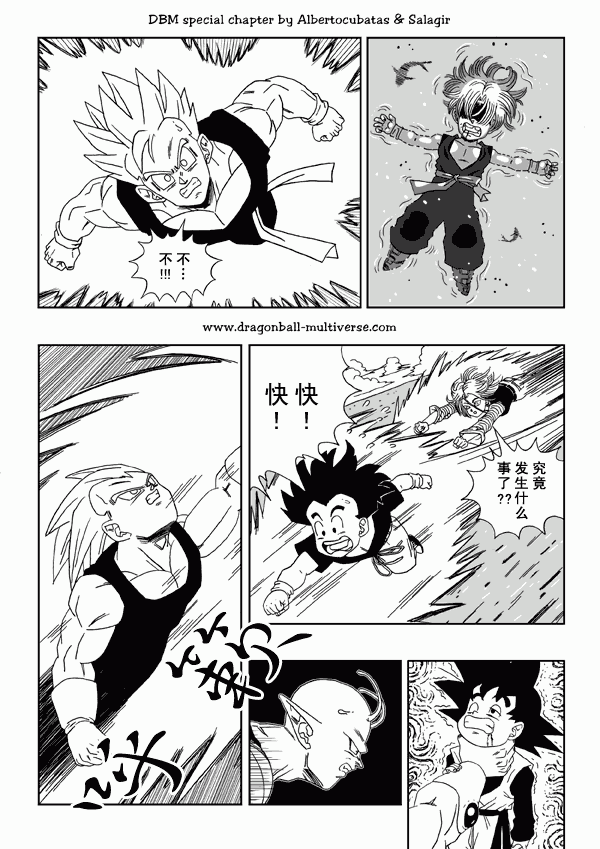 DBM special chapter by Albertocubatas & Salagir
不…
不
!!!
www.dragonball-multiverse.com
快！
快！
究竟
发生什么
事了??